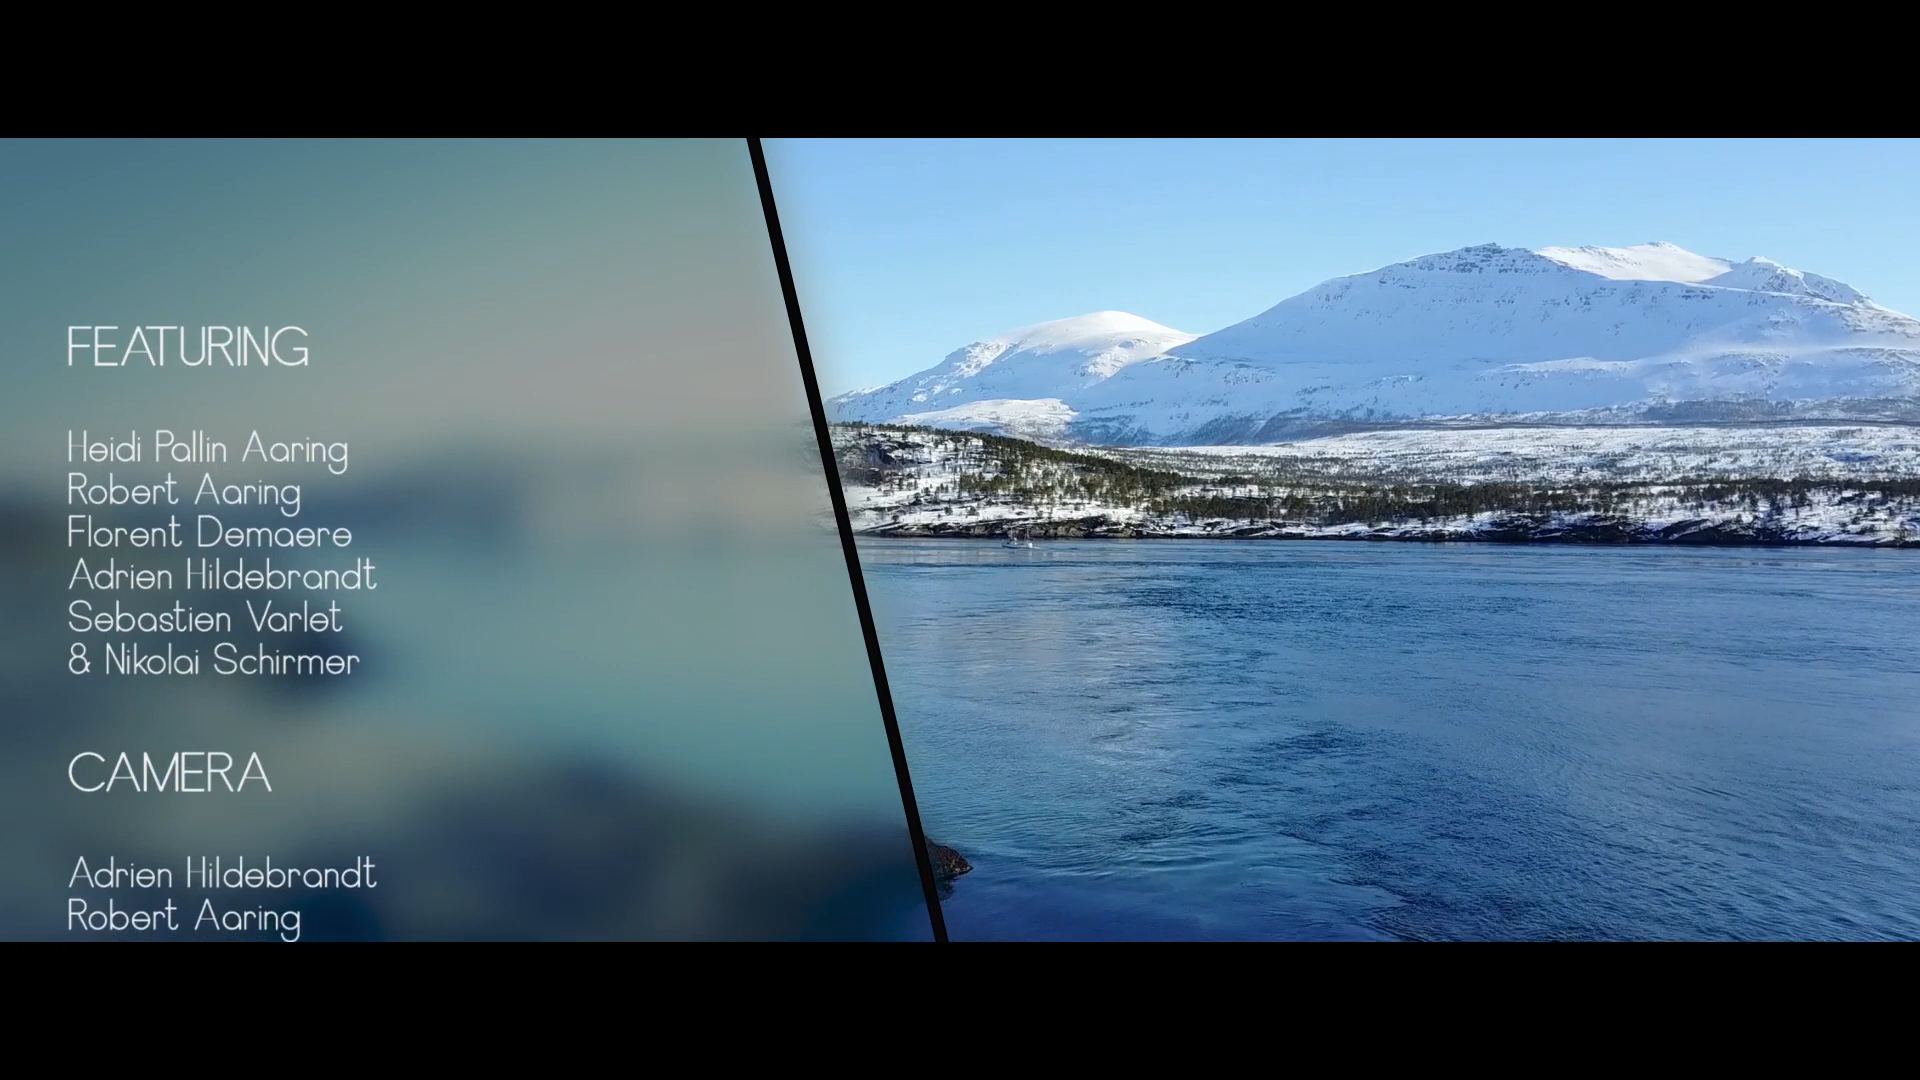 FEATURING
Heidi Pallin Aaring
Robert Aaring
Florent Demaere
Adrien Hildebrandt
Sebastien Varlet
& Nikolai Schirmer
CAMERA
Adrien Hildebrandt
Robert Aaring